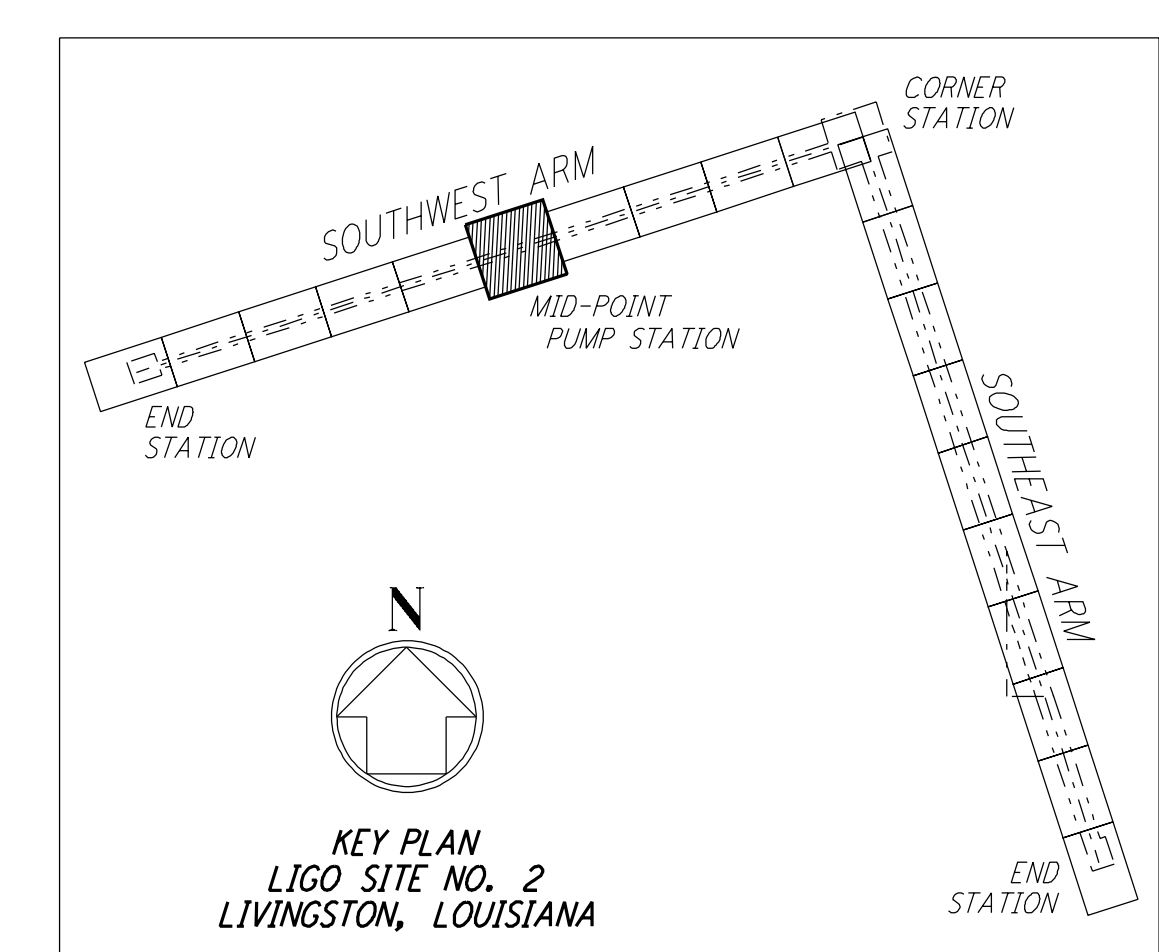 CORNER
STATION
SOUTHWEST ARM
MID-POINT
PUMP STATION
END
STATION
SOUTHEAST ARM
N
KEY PLAN
LIGO SITE NO. 2
LIVINGSTON, LOUISIANA
END
STATION